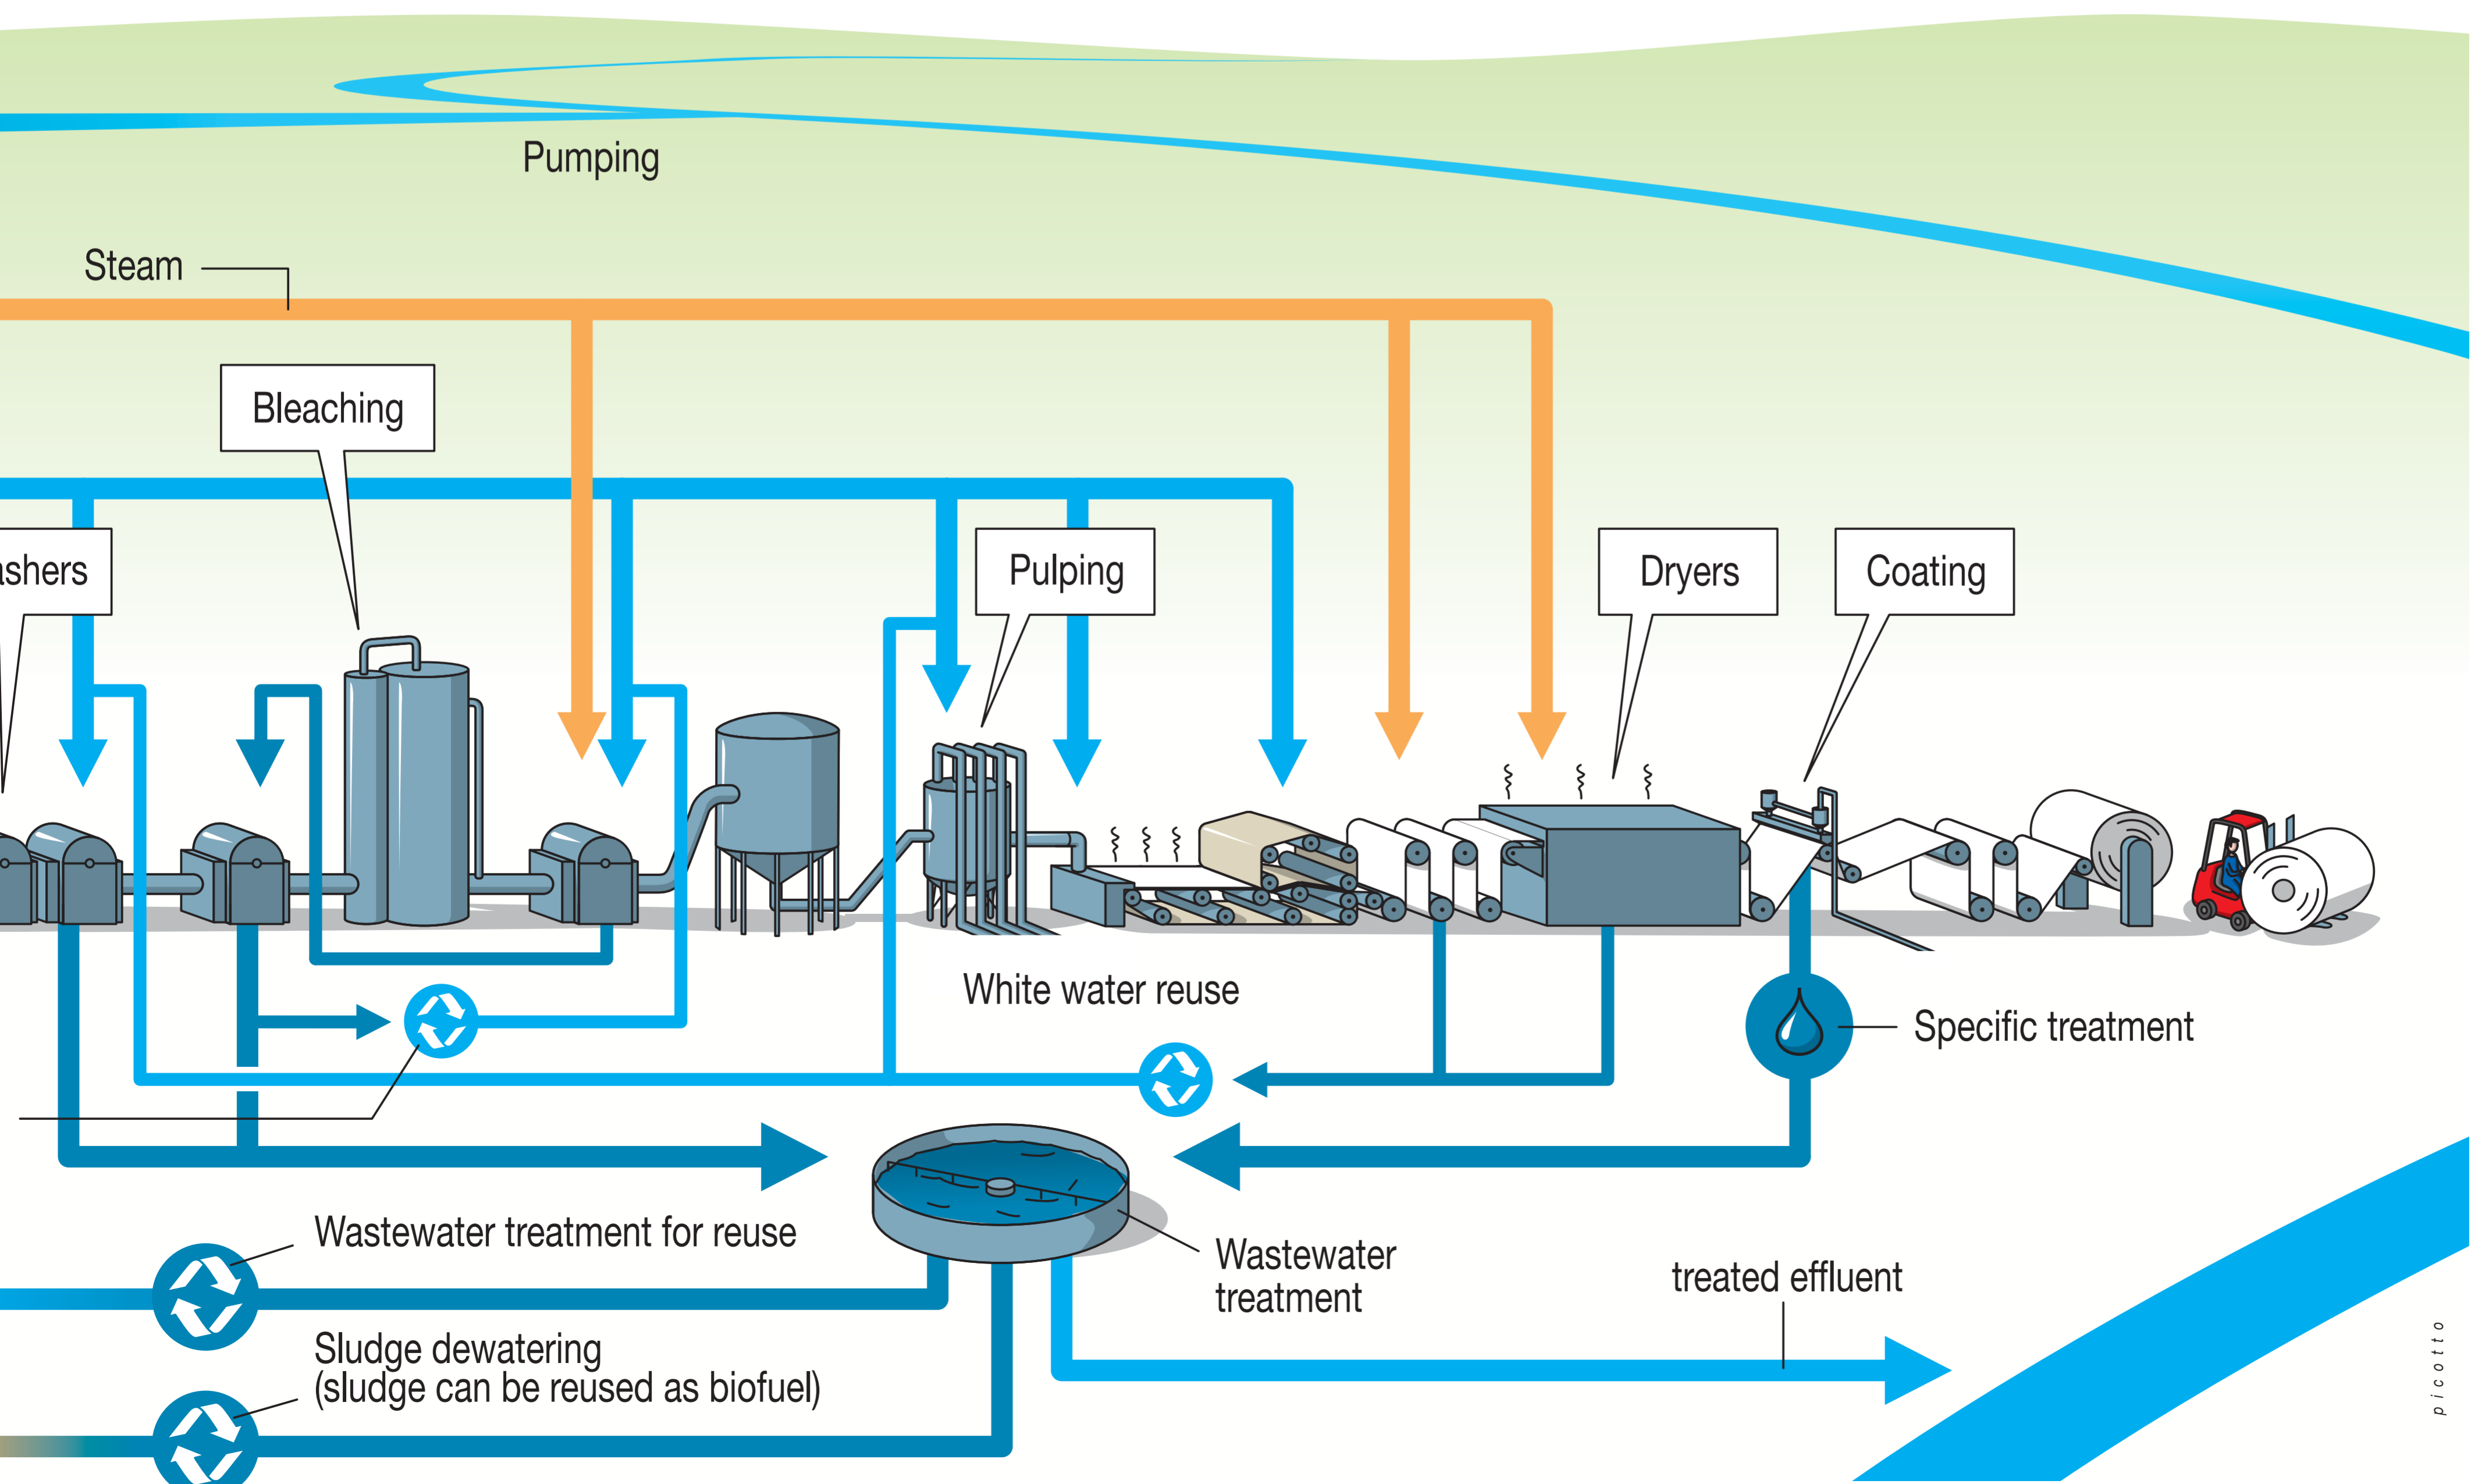 Pumping
Steam
Bleaching
ashers
Pulping
Dryers
Coating
White water reuse
Specific treatment
Wastewater treatment for reuse
Wastewater
treatment
treated effluent
Sludge dewatering
(sludge can be reused as biofuel)
picotto